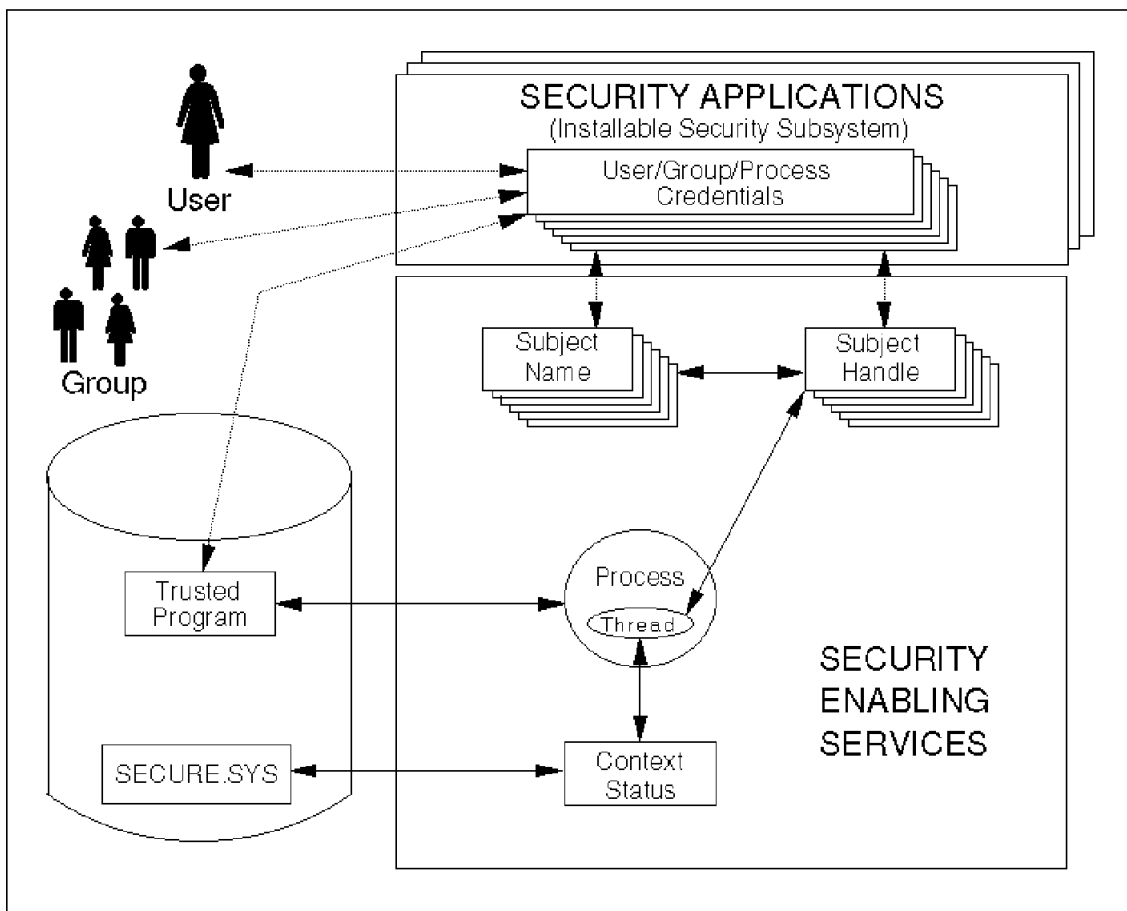 SECURITY APPLICATIONS
(Installable Security Subsystem)
User/Group/Process
Credentials
User
Group
Subject
Name
Subject
Handle
Process
Thread
Trusted
Program
SECURITY
ENABLING
SERVICES
Context
Status
SECURE.SYS